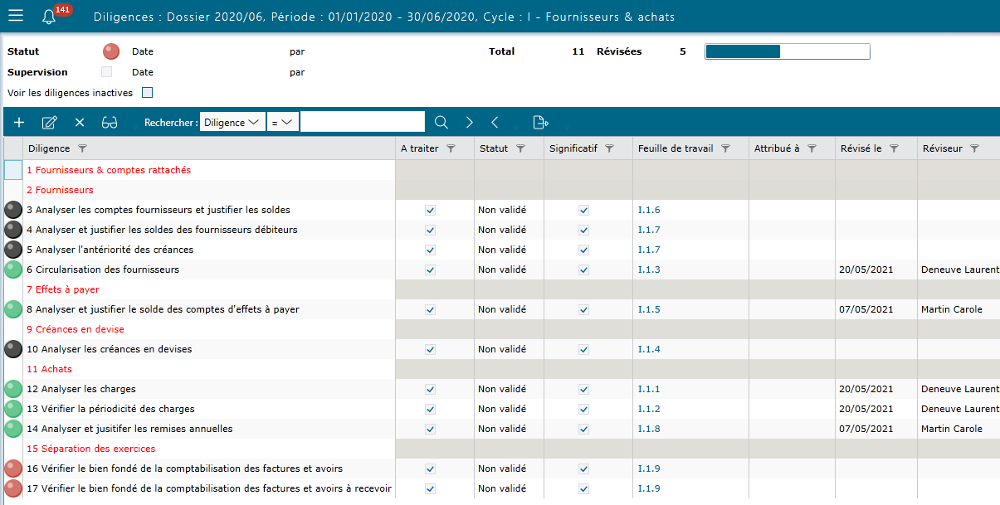 141
Diligences : Dossier 2020/06, Période : 01/01/2020 - 30/06/2020, Cycle : I - Fournisseurs & achats
Statut Date par Total 11 Révisées 5
Supervision Date par
Voir les diligences inactives
Rechercher : Diligence =
Diligence A traiter Statut Significatif Feuille de travail Attribué à Révisé le Réviseur
1 Fournisseurs & comptes rattachés
2 Fournisseurs
3 Analyser les comptes fournisseurs et justifier les soldes Non validé I.1.6
4 Analyser et justifier les soldes des fournisseurs débiteurs Non validé I.1.7
5 Analyser l'antériorité des créances Non validé I.1.7
6 Circularisation des fournisseurs Non validé I.1.3 20/05/2021 Deneuve Laurent
7 Effets à payer
8 Analyser et justifier le solde des comptes d'effets à payer Non validé I.1.5 07/05/2021 Martin Carole
9 Créances en devise
10 Analyser les créances en devises Non validé I.1.4
11 Achats
12 Analyser les charges Non validé I.1.1 20/05/2021 Deneuve Laurent
13 Vérifier la périodicité des charges Non validé I.1.2 20/05/2021 Deneuve Laurent
14 Analyser et jusitifer les remises annuelles Non validé I.1.8 07/05/2021 Martin Carole
15 Séparation des exercices
16 Vérifier le bien fondé de la comptabilisation des factures et avoirs Non validé I.1.9
17 Vérifier le bien fondé de la comptabilisation des factures et avoirs à recevoir Non validé I.1.9